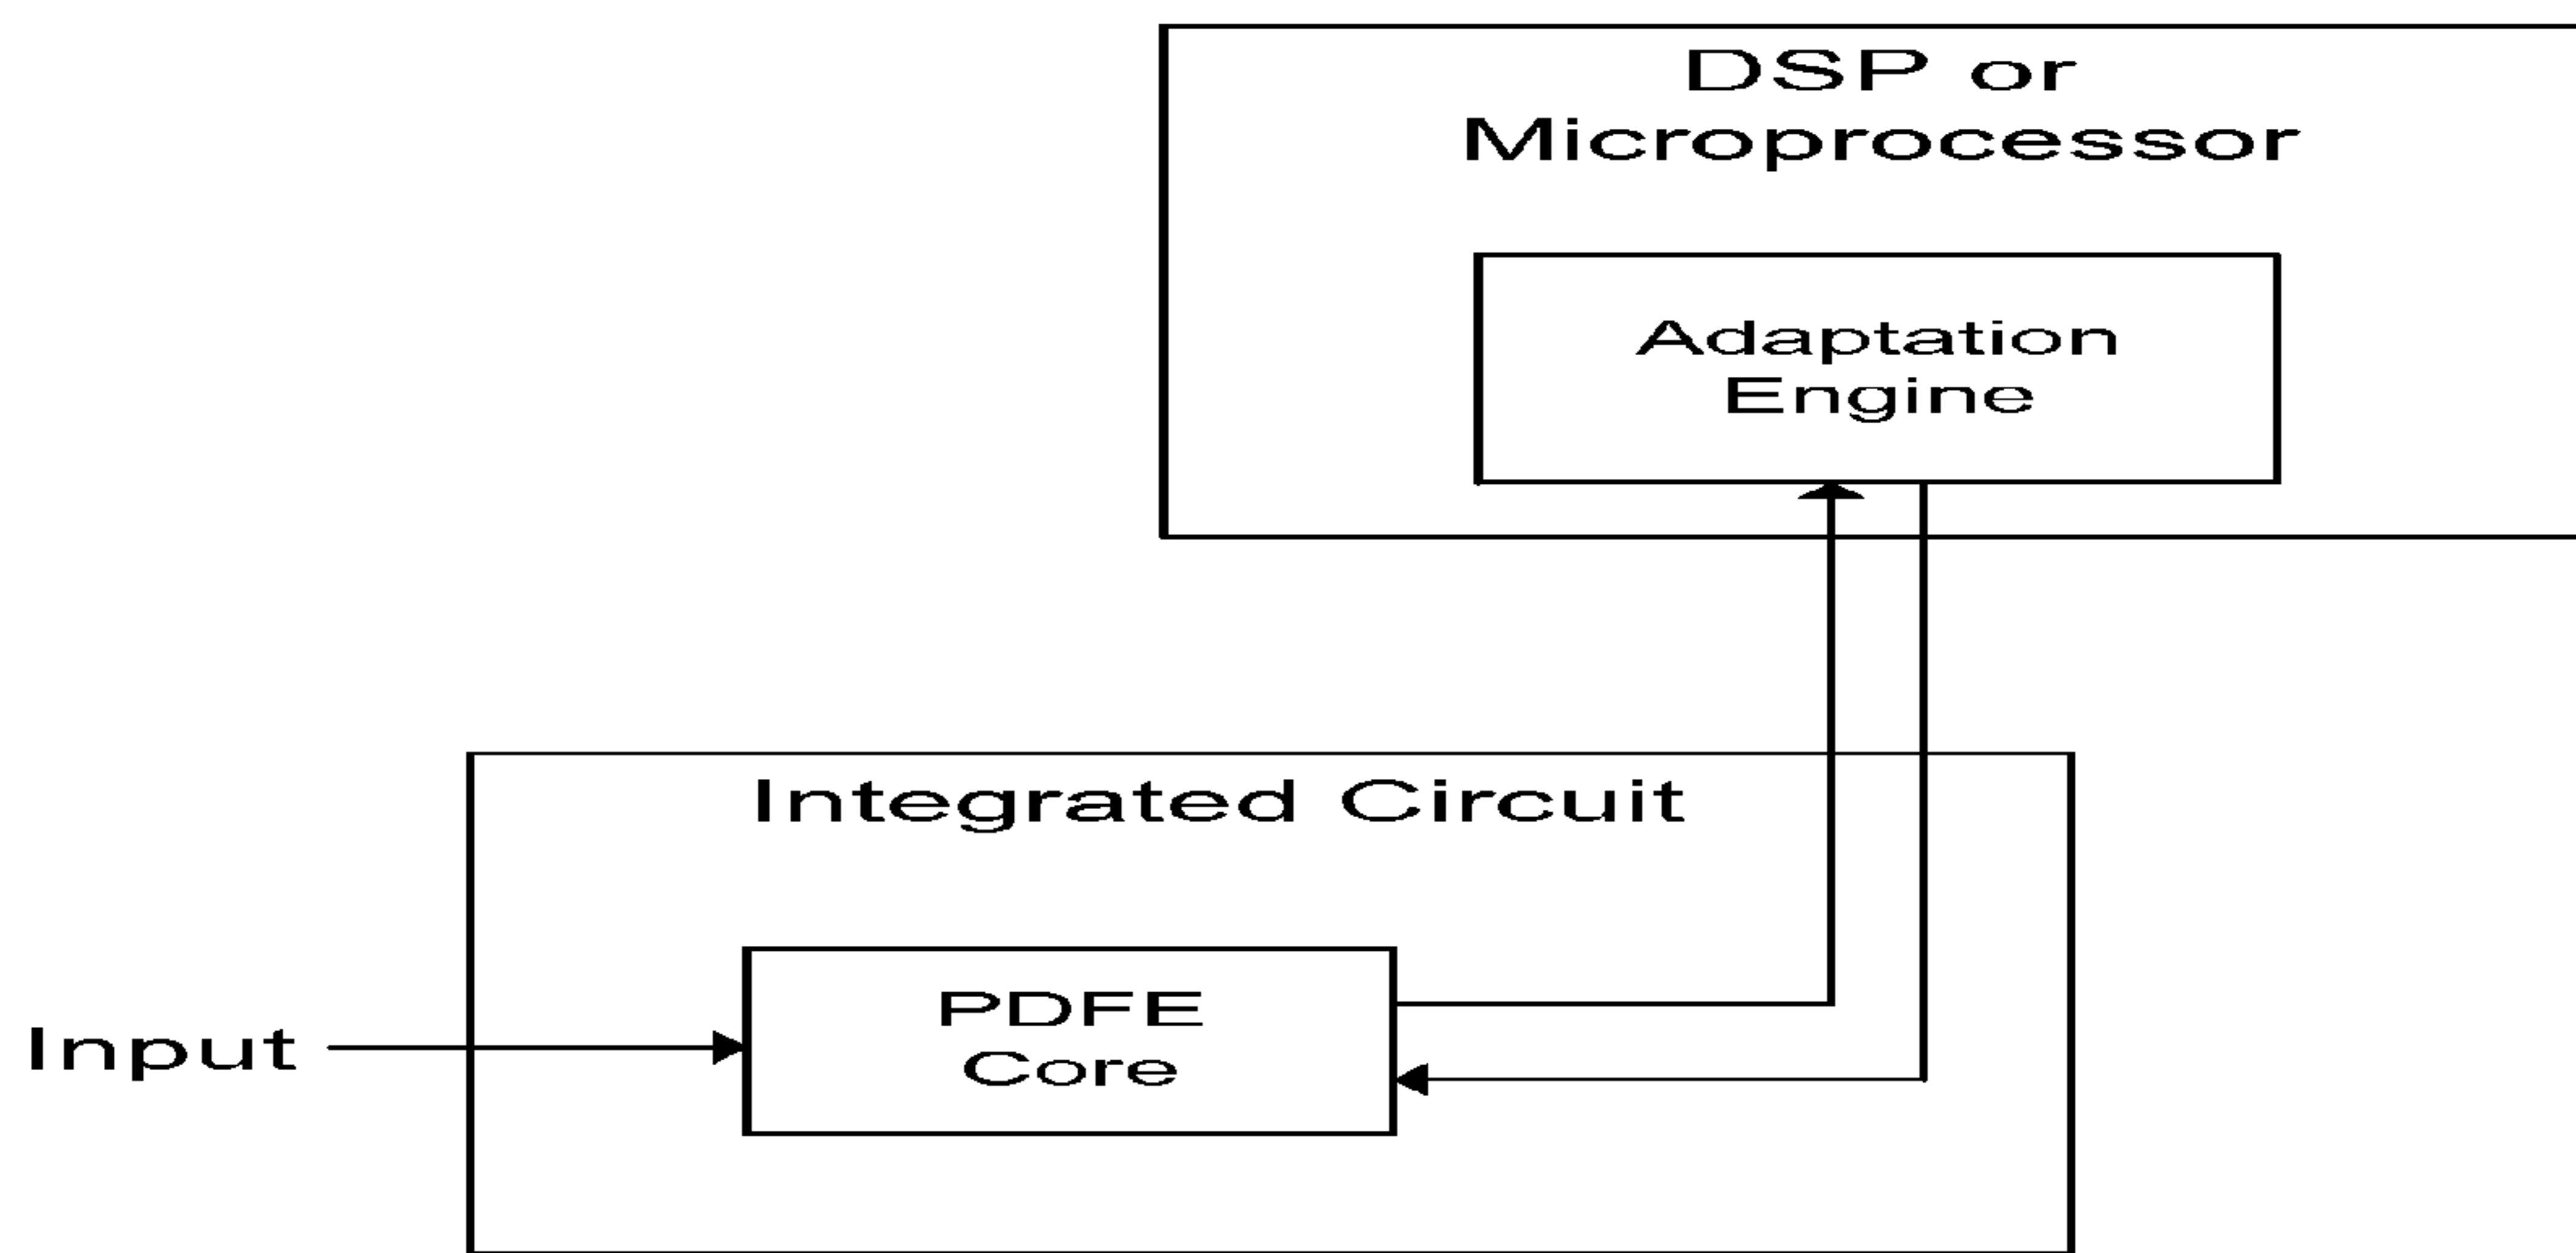 DSP or
Microprocessor
Adaptation
Engine
Integrated Circuit
PDFE
Core
Input